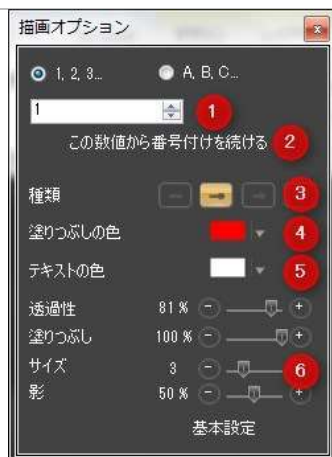 描画オプション
1, 2, 3... A, B, C...
1 1
この数値から番号付けを続ける 2
種類 3
塗りつぶしの色 4
テキストの色 5
透過性 81 %
塗りつぶし 100 %
サイズ 3 6
影 50 %
基本設定